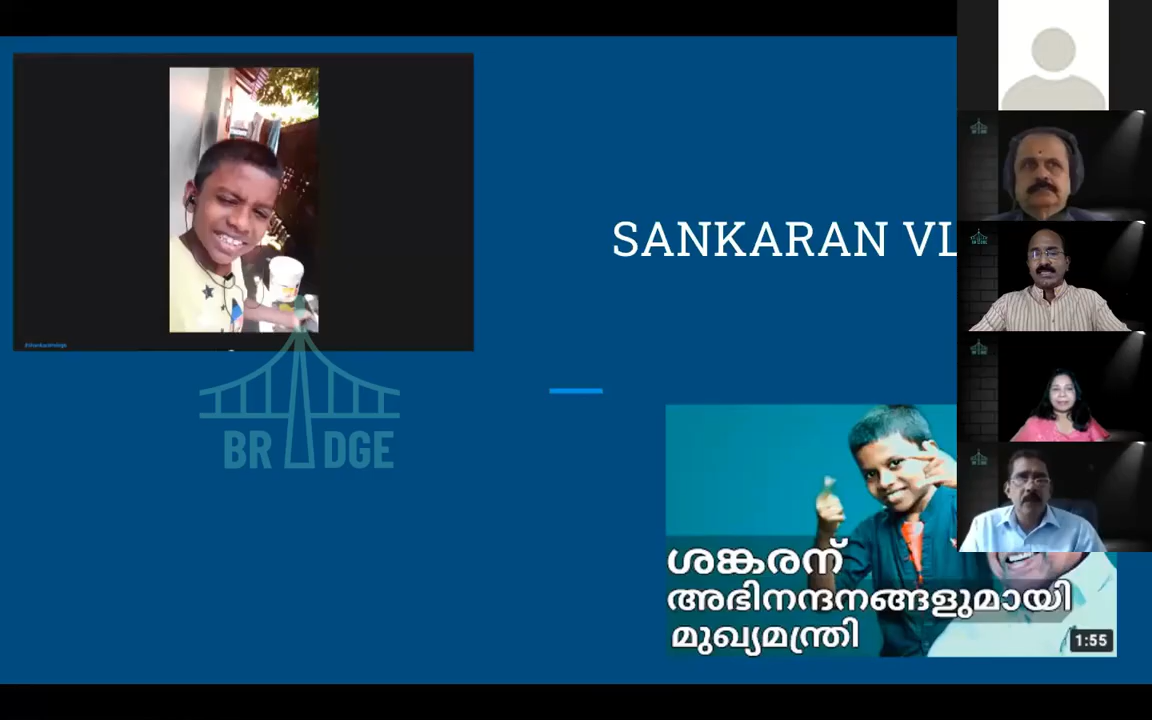 SANKARAN VL
BR DGE
ശങ്കരന്
അഭിനന്ദനങ്ങളുമായി
മുഖ്യമന്ത്രി
1:55